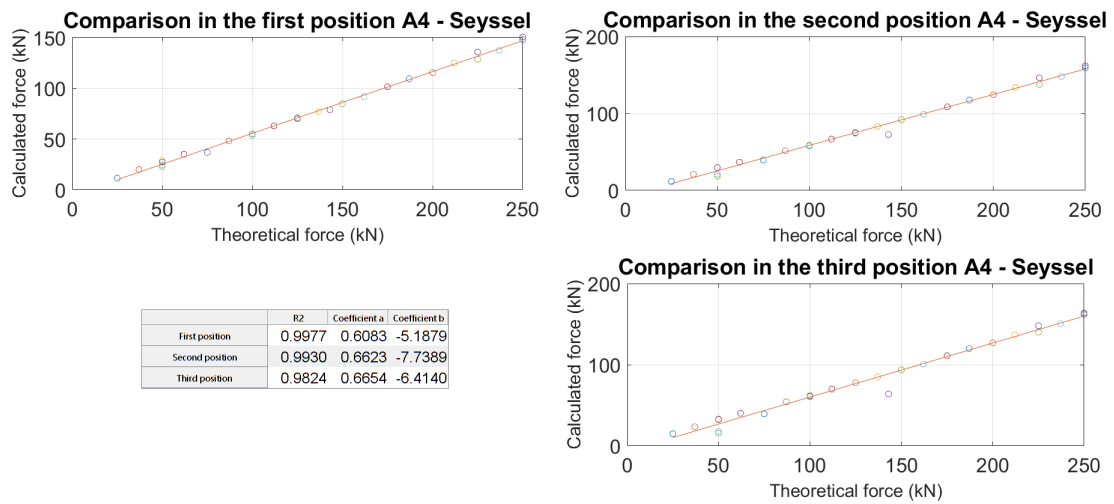 Comparison in the first position A4 - Seyssel
Calculated force (kN)
150
100
50
0
0 50 100 150 200 250
Theoretical force (kN)
Comparison in the second position A4 - Seyssel
Calculated force (kN)
200
100
0
0 50 100 150 200 250
Theoretical force (kN)
R2 Coefficient a Coefficient b
First position 0.9977 0.6083 -5.1879
Second position 0.9930 0.6623 -7.7389
Third position 0.9824 0.6654 -6.4140
Comparison in the third position A4 - Seyssel
Calculated force (kN)
200
100
0
0 50 100 150 200 250
Theoretical force (kN)